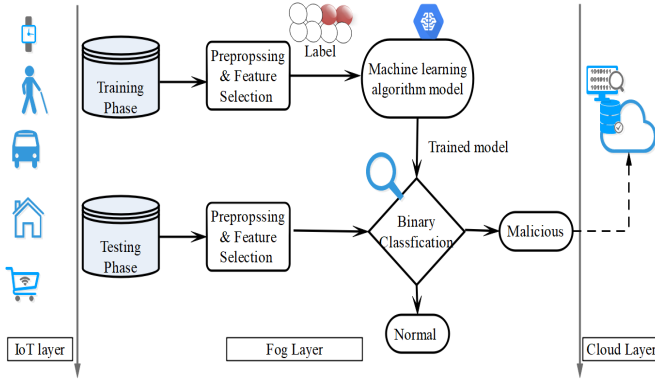 Training
Phase
Prepropssing
& Feature
Selection
Label
Machine learning
algorithm model
Trained model
Testing
Phase
Prepropssing
& Feature
Selection
Binary
Classfication
Malicious
Normal
IoT layer
Fog Layer
Cloud Layer